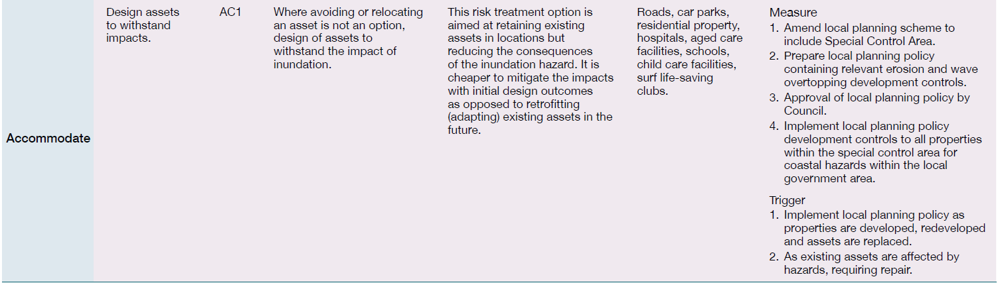 Accommodate
Design assets
to withstand
impacts.
AC1
Where avoiding or relocating
an asset is not an option,
design of assets to
withstand the impact of
inundation.
This risk treatment option is
aimed at retaining existing
assets in locations but
reducing the consequences
of the inundation hazard. It is
cheaper to mitigate the impacts
with initial design outcomes
as opposed to retrofitting
(adapting) existing assets in the
future.
Roads, car parks,
residential property,
hospitals, aged care
facilities, schools,
child care facilities,
surf life-saving
clubs.
Measure
1. Amend local planning scheme to
include Special Control Area.
2. Prepare local planning policy
containing relevant erosion and wave
overtopping development controls.
3. Approval of local planning policy by
Council.
4. Implement local planning policy
development controls to all properties
within the special control area for
coastal hazards within the local
government area.
Trigger
1. Implement local planning policy as
properties are developed, redeveloped
and assets are replaced.
2. As existing assets are affected by
hazards, requiring repair.